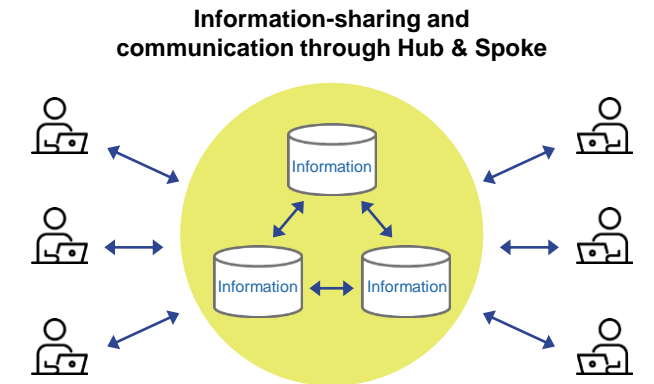 Information-sharing and
communication through Hub & Spoke
Information
Information
Information